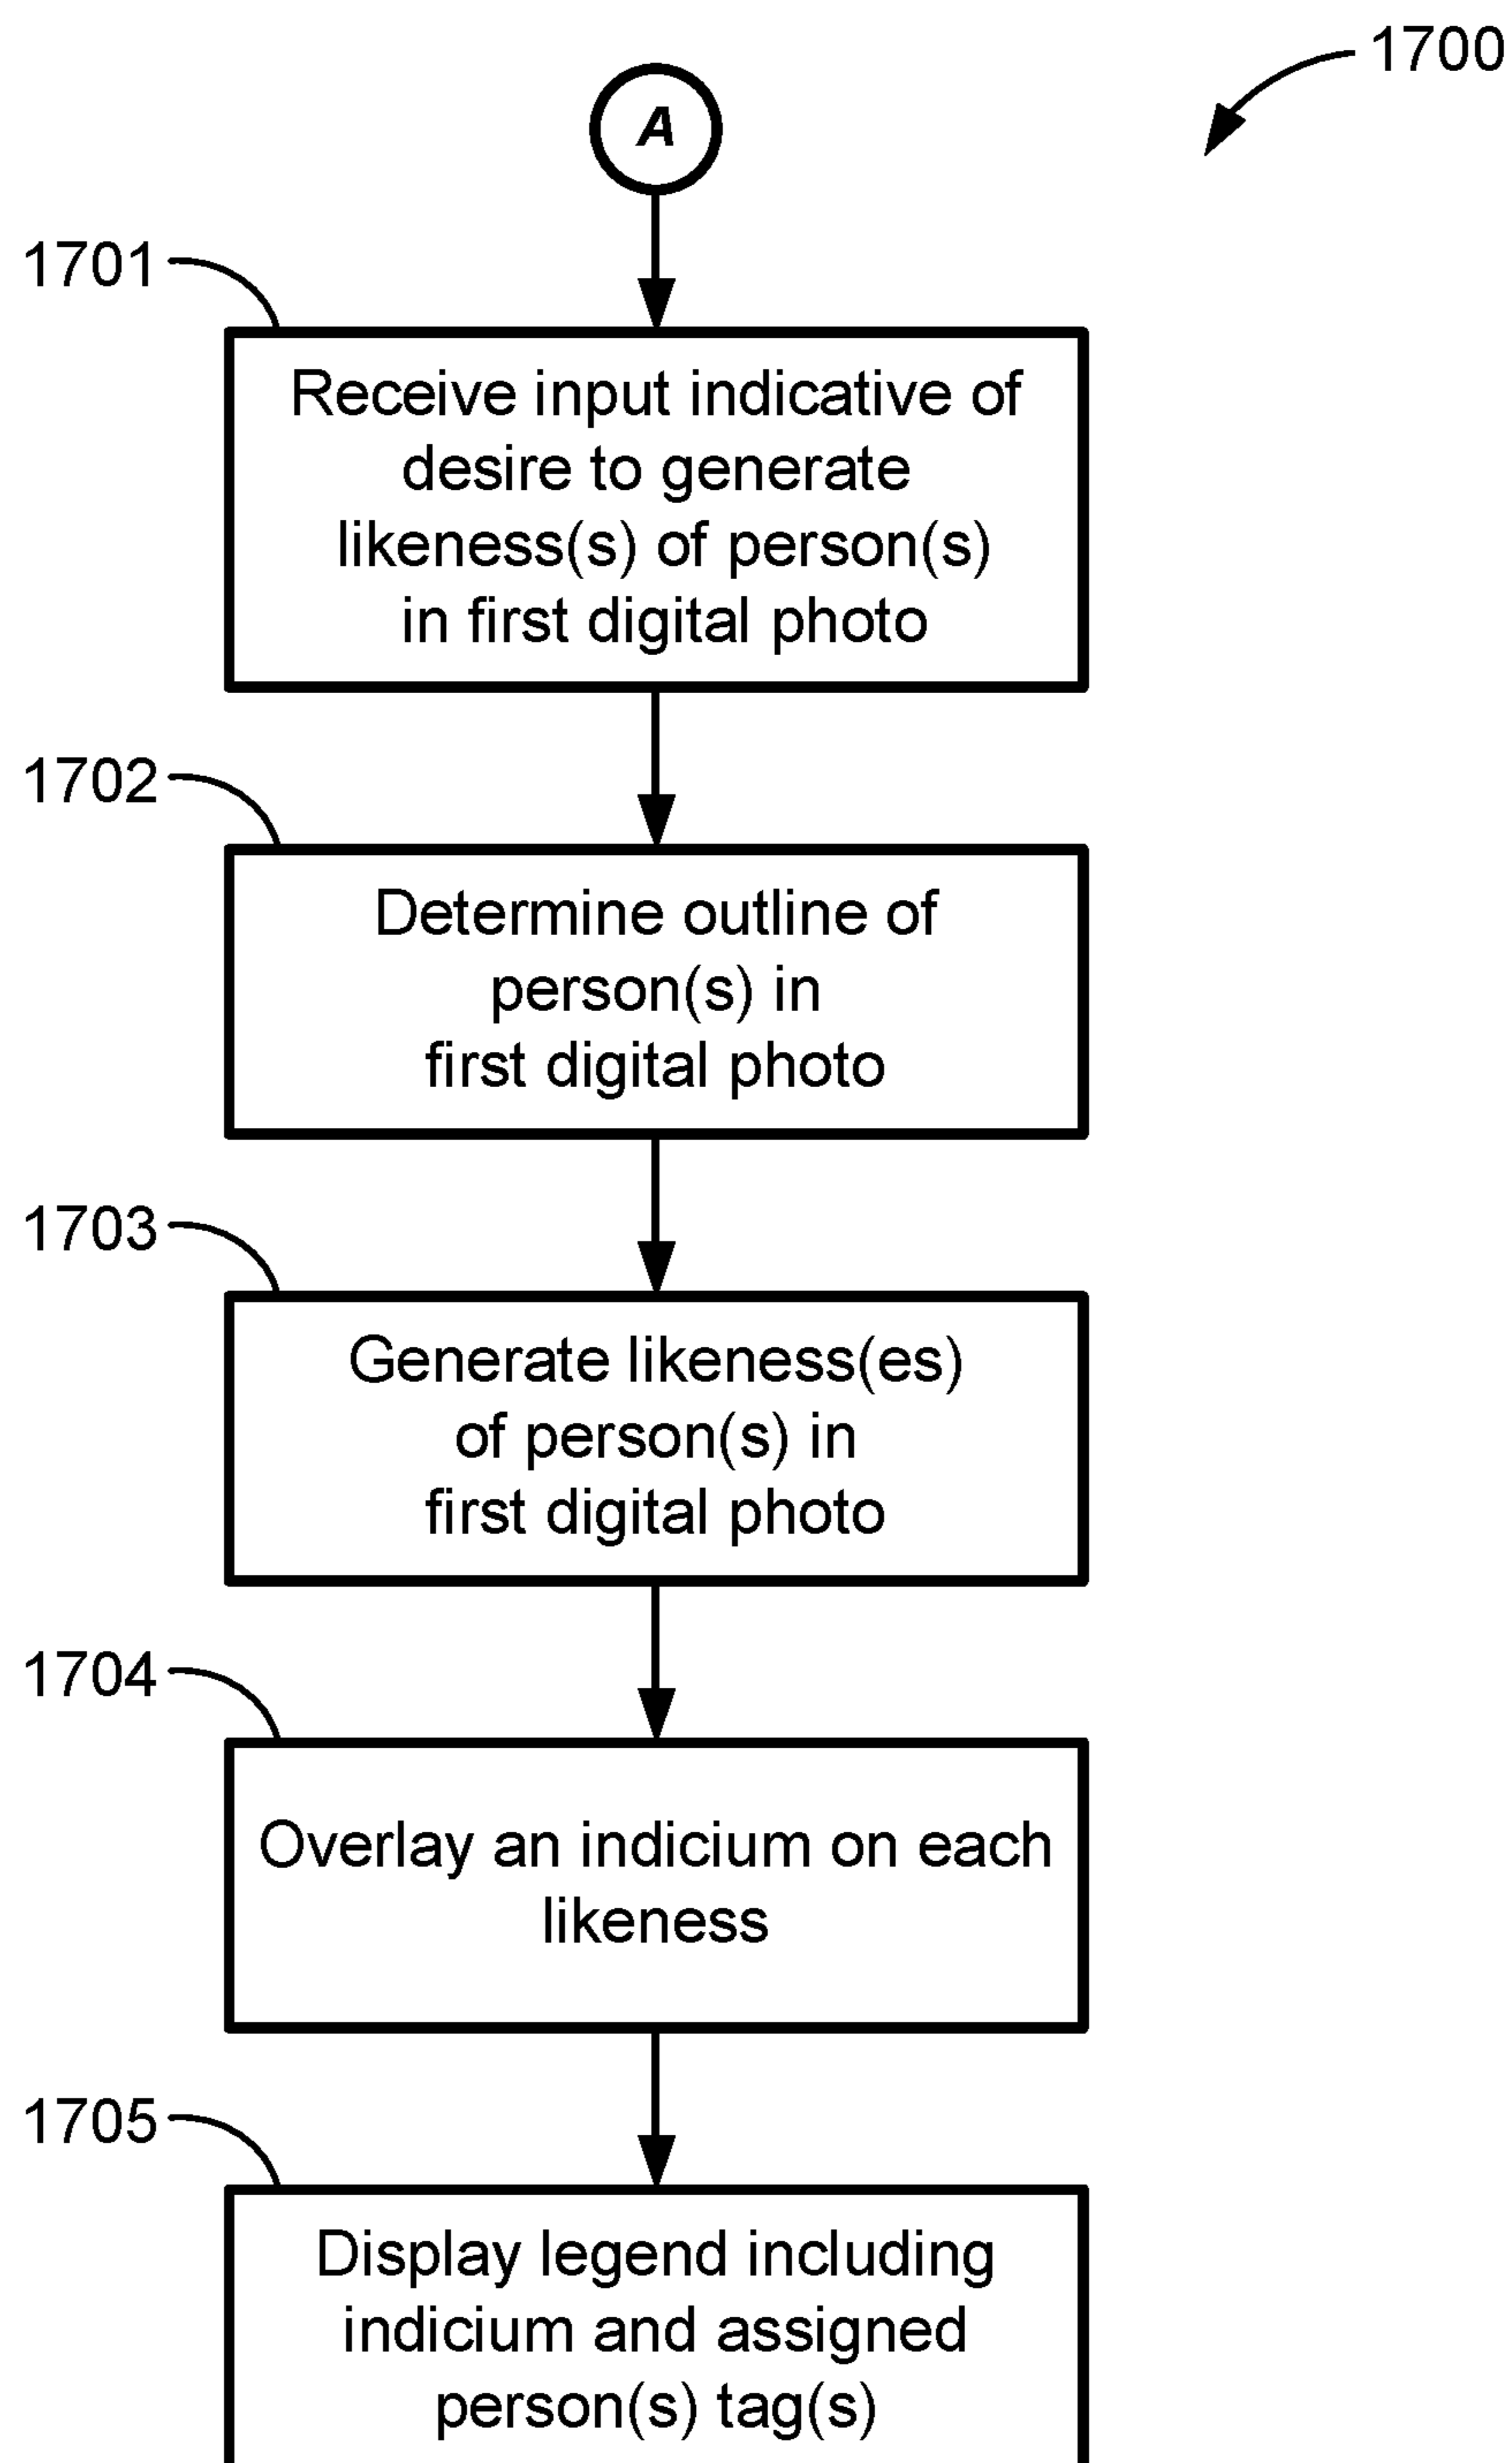 1700
A
1701
Receive input indicative of
desire to generate
likeness(s) of person(s)
in first digital photo
1702
Determine outline of
person(s) in
first digital photo
1703
Generate likeness(es)
of person(s) in
first digital photo
1704
Overlay an indicium on each
likeness
1705
Display legend including
indicium and assigned
person(s) tag(s)